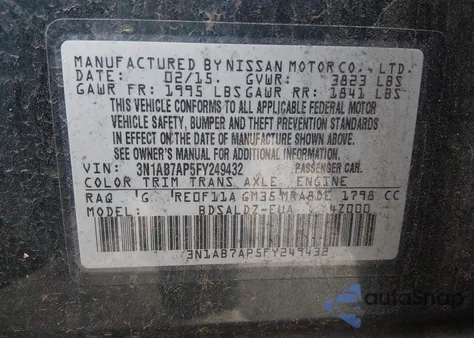 MANUFACTURED BY NISSAN MOTOR CO., LTD.
DATE: 02/15. GVWR: 3823 LBS
GAWR FR: 1995 LBS GAWR RR: 1841 LBS
THIS VEHICLE CONFORMS TO ALL APPLICABLE FEDERAL MOTOR
VEHICLE SAFETY, BUMPER AND THEFT PREVENTION STANDARDS
IN EFFECT ON THE DATE OF MANUFACTURE SHOWN ABOVE.
SEE OWNER'S MANUAL FOR ADDITIONAL INFORMATION
VIN: 3N1AB7AP5FY249432 PASSENGER CAR.
COLOR TRIM TRANS AXLE ENGINE
RAQ G RE0F11A GM35 MRA8DE 1798 CC
MODEL: BDSALDZ-EUA 4Z000
3N1AB7AP5FY249432
autoSnap